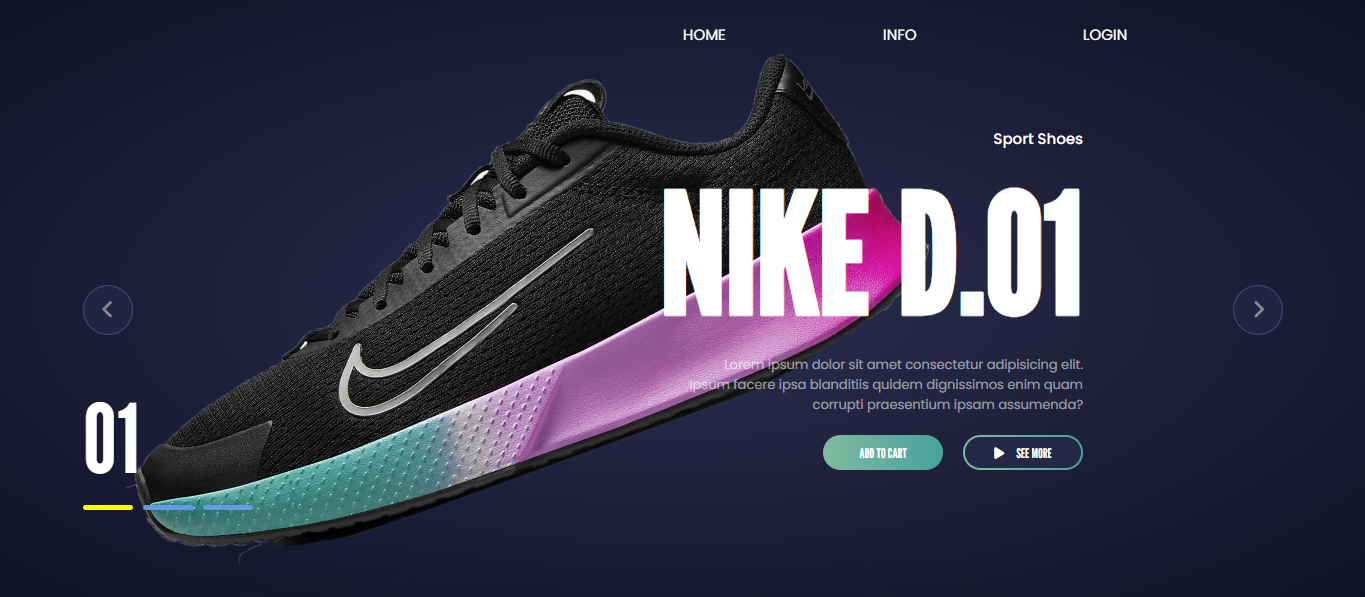 HOME INFO LOGIN
Sport Shoes
NIKE D.01
Lorem ipsum dolor sit amet consectetur adipisicing elit.
Ipsum facere ipsa blanditiis quidem dignissimos enim quam
corrupti praesentium ipsam assumenda?
ADD TO CART SEE MORE
01